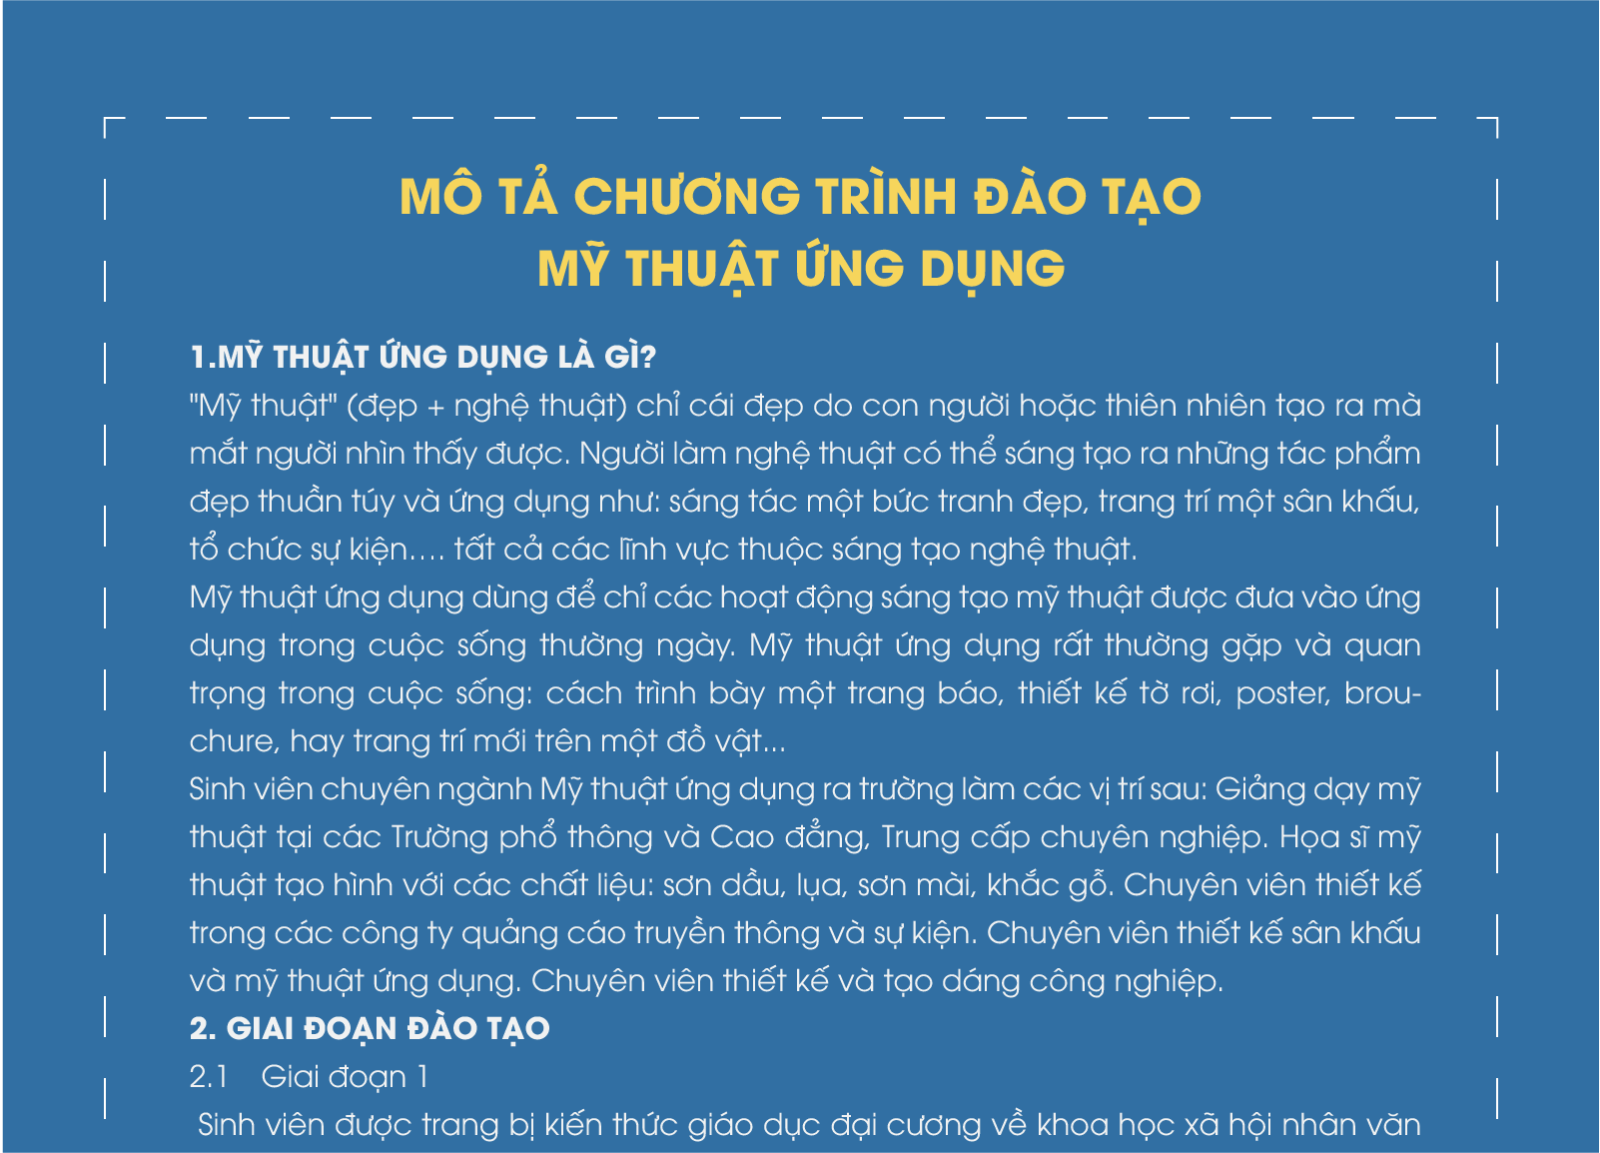 MÔ TẢ CHƯƠNG TRÌNH ĐÀO TẠO
MỸ THUẬT ỨNG DỤNG
1.MỸ THUẬT ỨNG DỤNG LÀ GÌ?
"Mỹ thuật" (đẹp + nghệ thuật) chỉ cái đẹp do con người hoặc thiên nhiên tạo ra mà
mắt người nhìn thấy được. Người làm nghệ thuật có thể sáng tạo ra những tác phẩm
đẹp thuần túy và ứng dụng như: sáng tác một bức tranh đẹp, trang trí một sân khấu,
tổ chức sự kiện.... tất cả các lĩnh vực thuộc sáng tạo nghệ thuật.
Mỹ thuật ứng dụng dùng để chỉ các hoạt động sáng tạo mỹ thuật được đưa vào ứng
dụng trong cuộc sống thường ngày. Mỹ thuật ứng dụng rất thường gặp và quan
trọng trong cuộc sống: cách trình bày một trang báo, thiết kế tờ rơi, poster, brou-
chure, hay trang trí mới trên một đồ vật...
Sinh viên chuyên ngành Mỹ thuật ứng dụng ra trường làm các vị trí sau: Giảng dạy mỹ
thuật tại các Trường phổ thông và Cao đẳng, Trung cấp chuyên nghiệp. Họa sĩ mỹ
thuật tạo hình với các chất liệu: sơn dầu, lụa, sơn mài, khắc gỗ. Chuyên viên thiết kế
trong các công ty quảng cáo truyền thông và sự kiện. Chuyên viên thiết kế sân khấu
và mỹ thuật ứng dụng. Chuyên viên thiết kế và tạo dáng công nghiệp.
2. GIAI ĐOẠN ĐÀO TẠO
2.1 Giai đoạn 1
Sinh viên được trang bị kiến thức giáo dục đại cương về khoa học xã hội nhân văn